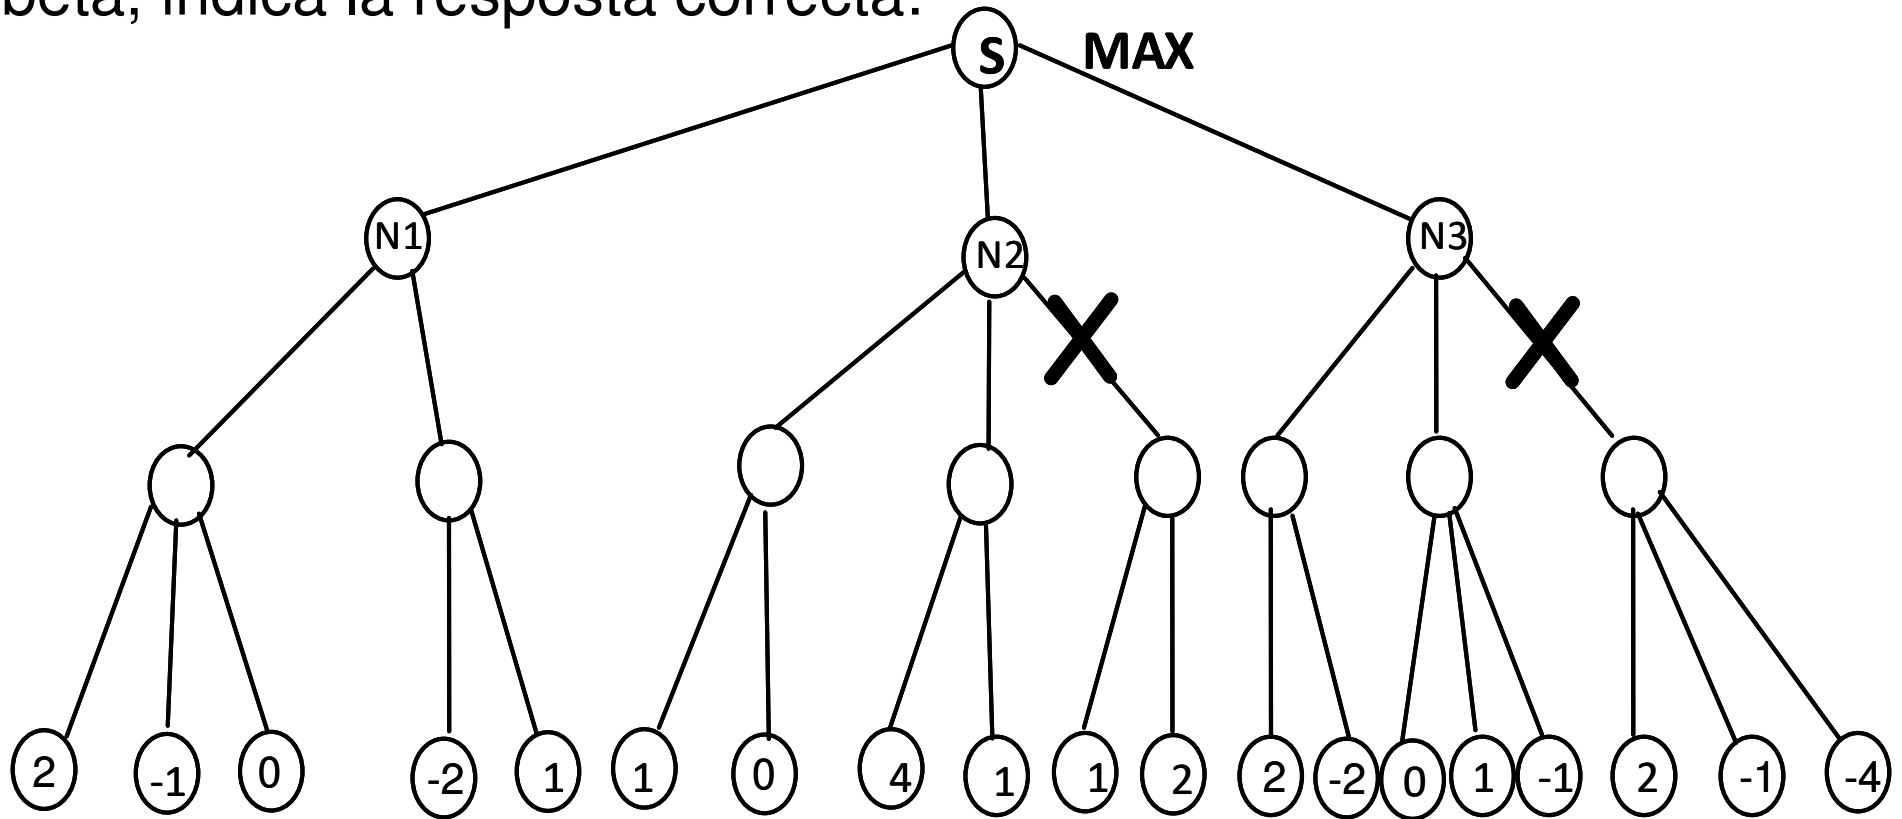 beta, indica la resposta correcta:
S MAX
N1 N2 N3
2 -1 0 -2 1 1 0 4 1 1 2 2 -2 0 1 -1 2 -1 -4